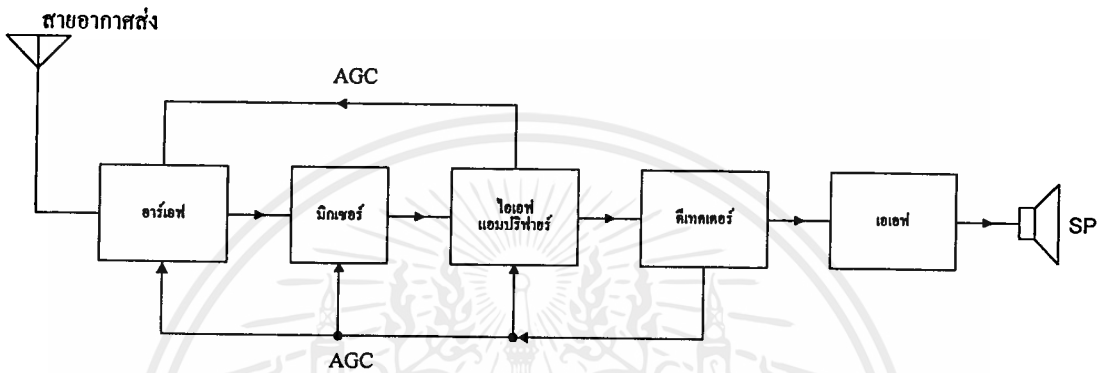 สายอากาศส่ง
AGC
อาร์เอฟ
มิกเซอร์
ไอเอฟ
แอมปริฟายอร์
ดีเทคเตอร์
เอเอฟ
SP
AGC